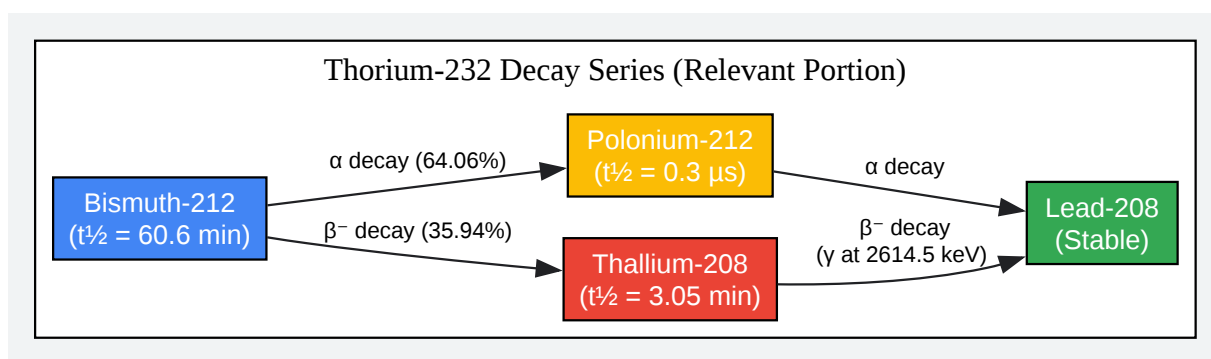 Thorium-232 Decay Series (Relevant Portion)
Bismuth-212
(t½ = 60.6 min)
α decay (64.06%)
β⁻ decay (35.94%)
Polonium-212
(t½ = 0.3 µs)
Thallium-208
(t½ = 3.05 min)
α decay
β⁻ decay
(γ at 2614.5 keV)
Lead-208
(Stable)